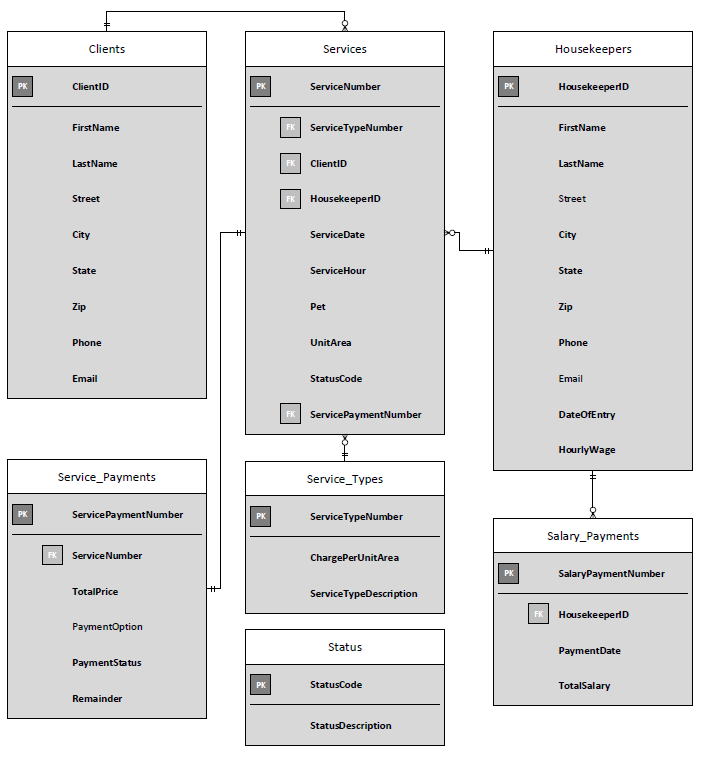 Clients
PK ClientID
FirstName
LastName
Street
City
State
Zip
Phone
Email
Services
PK ServiceNumber
FK ServiceTypeNumber
FK ClientID
FK HousekeeperID
ServiceDate
ServiceHour
Pet
UnitArea
StatusCode
FK ServicePaymentNumber
Housekeepers
PK HousekeeperID
FirstName
LastName
Street
City
State
Zip
Phone
Email
DateOfEntry
HourlyWage
Service_Payments
PK ServicePaymentNumber
FK ServiceNumber
TotalPrice
PaymentOption
PaymentStatus
Remainder
Service_Types
PK ServiceTypeNumber
ChargePerUnitArea
ServiceTypeDescription
Status
PK StatusCode
StatusDescription
Salary_Payments
PK SalaryPaymentNumber
FK HousekeeperID
PaymentDate
TotalSalary